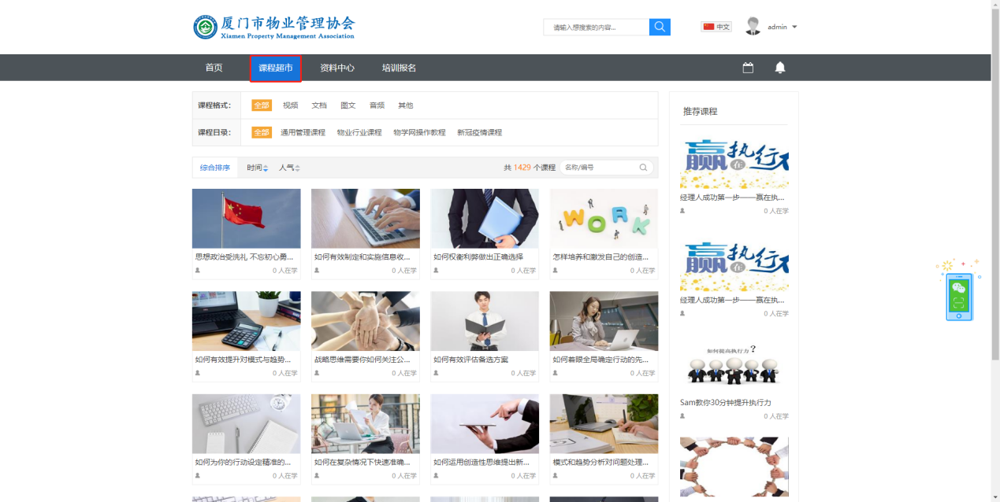 厦门市物业管理协会
Xiamen Property Management Association
请输入想搜索的内容...
中文
admin
首页
课程超市
资料中心
培训报名
课程格式：
全部
视频
文档
图文
音频
其他
课程目录：
全部
通用管理课程
物业行业课程
物学网操作教程
新冠疫情课程
综合排序
时间
人气
共 1429 个课程
名称/编号
WORK
思想政治受洗礼 不忘初心勇...
0 人在学
如何有效制定和实施信息收...
0 人在学
如何权衡利弊做出正确选择
0 人在学
怎样培养和激发自己的创造...
0 人在学
如何有效提升对模式与趋势...
0 人在学
战略思维需要你如何关注公...
0 人在学
如何有效评估备选方案
0 人在学
如何着眼全局确定行动的先...
0 人在学
如何为你的行动设定精准的...
0 人在学
如何在复杂情况下快速准确...
0 人在学
如何运用创造性思维提出新...
0 人在学
模式和趋势分析对问题处理...
0 人在学
推荐课程
赢在执行
经理人成功第一步——赢在执...
0 人在学
赢在执行
经理人成功第一步——赢在执...
0 人在学
如何提高执行力？
Sam教你30分钟提升执行力
0 人在学